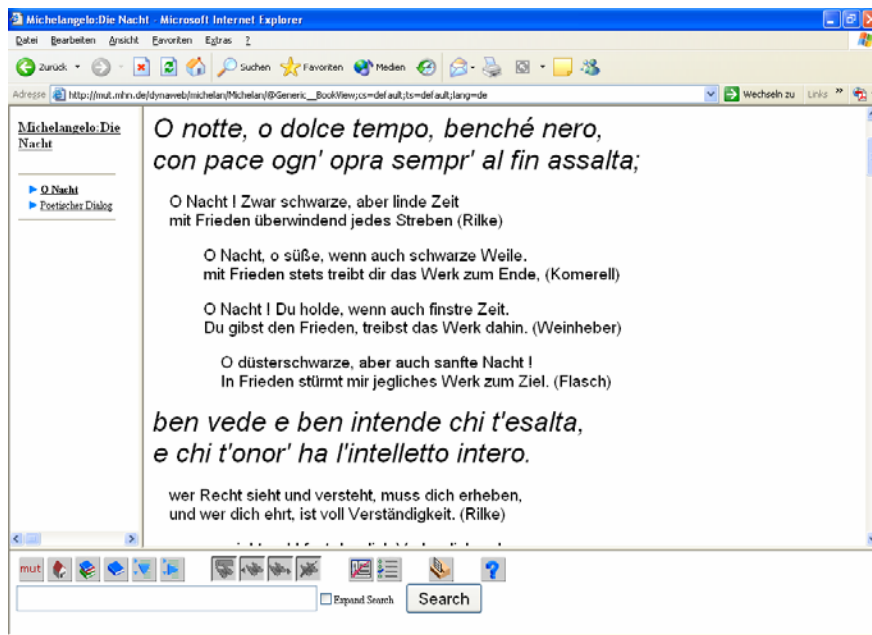 Michelangelo:Die Nacht - Microsoft Internet Explorer
Datei Bearbeiten Ansicht Favoriten Extras ?
Zurück Suchen Favoriten Medien
Adresse http://mut.mhn.de/dynaweb/michelan/Michelan/@Generic__BookView;cs=default;ts=default;lang=de Wechseln zu Links »
Michelangelo:Die
Nacht
O Nacht
Poetischer Dialog
O notte, o dolce tempo, benché nero,
con pace ogn' opra sempr' al fin assalta;
O Nacht ! Zwar schwarze, aber linde Zeit
mit Frieden überwindend jedes Streben (Rilke)
O Nacht, o süße, wenn auch schwarze Weile.
mit Frieden stets treibt dir das Werk zum Ende, (Komerell)
O Nacht ! Du holde, wenn auch finstre Zeit.
Du gibst den Frieden, treibst das Werk dahin. (Weinheber)
O düsterschwarze, aber auch sanfte Nacht !
In Frieden stürmt mir jegliches Werk zum Ziel. (Flasch)
ben vede e ben intende chi t'esalta,
e chi t'onor' ha l'intelletto intero.
wer Recht sieht und versteht, muss dich erheben,
und wer dich ehrt, ist voll Verständigkeit. (Rilke)
mut ?
Expand Search Search